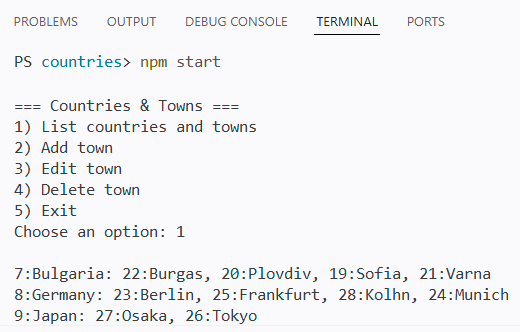 PROBLEMS OUTPUT DEBUG CONSOLE TERMINAL PORTS
PS countries> npm start
=== Countries & Towns ===
1) List countries and towns
2) Add town
3) Edit town
4) Delete town
5) Exit
Choose an option: 1
7:Bulgaria: 22:Burgas, 20:Plovdiv, 19:Sofia, 21:Varna
8:Germany: 23:Berlin, 25:Frankfurt, 28:Kolhn, 24:Munich
9:Japan: 27:Osaka, 26:Tokyo